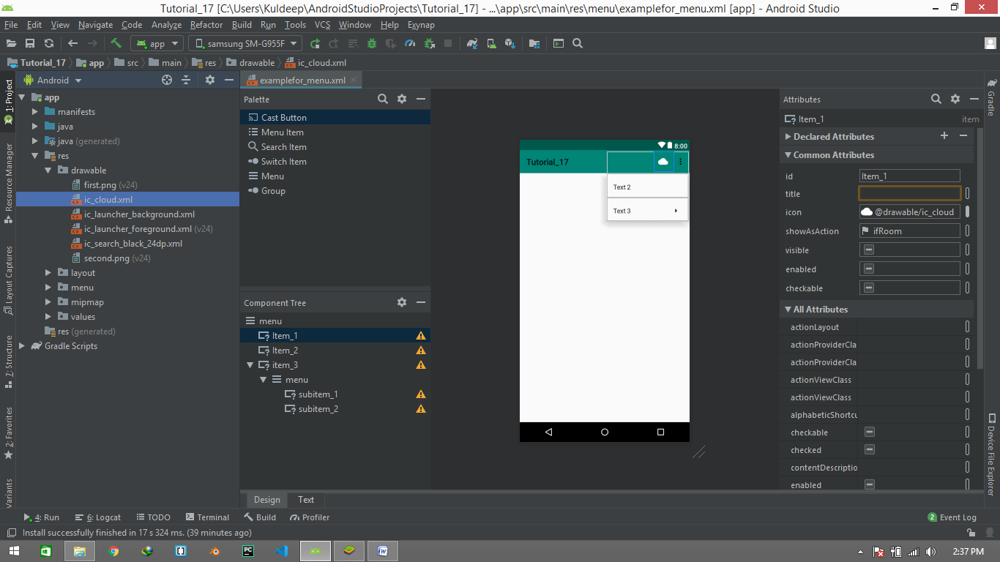 Tutorial_17 [C:\Users\Kuldeep\AndroidStudioProjects\Tutorial_17] - ...\app\src\main\res\menu\examplefor_menu.xml [app] - Android Studio
File Edit View Navigate Code Analyze Refactor Build Run Tools VCS Window Help Exynap
app samsung SM-G955F
Tutorial_17 app src main res drawable ic_cloud.xml
1: Project
Resource Manager
Layout Captures
7: Structure
2: Favorites
Variants
Android
app
manifests
java
java (generated)
res
drawable
first.png (v24)
ic_cloud.xml
ic_launcher_background.xml
ic_launcher_foreground.xml (v24)
ic_search_black_24dp.xml
second.png (v24)
layout
menu
mipmap
values
res (generated)
Gradle Scripts
examplefor_menu.xml
Palette
Cast Button
Menu Item
Search Item
Switch Item
Menu
Group
Component Tree
menu
Item_1
Item_2
item_3
menu
subitem_1
subitem_2
8:00
Tutorial_17
Text 2
Text 3
Design Text
Attributes
Item_1 item
Declared Attributes
Common Attributes
id Item_1
title
icon @drawable/ic_cloud
showAsAction ifRoom
visible
enabled
checkable
All Attributes
actionLayout
actionProviderCla
actionProviderCla
actionViewClass
actionViewClass
alphabeticShortcu
checkable
checked
contentDescriptio
enabled
Gradle
Device File Explorer
4: Run 6: Logcat TODO Terminal Build Profiler 2 Event Log
Install successfully finished in 17 s 324 ms. (39 minutes ago)
PC W 2:37 PM